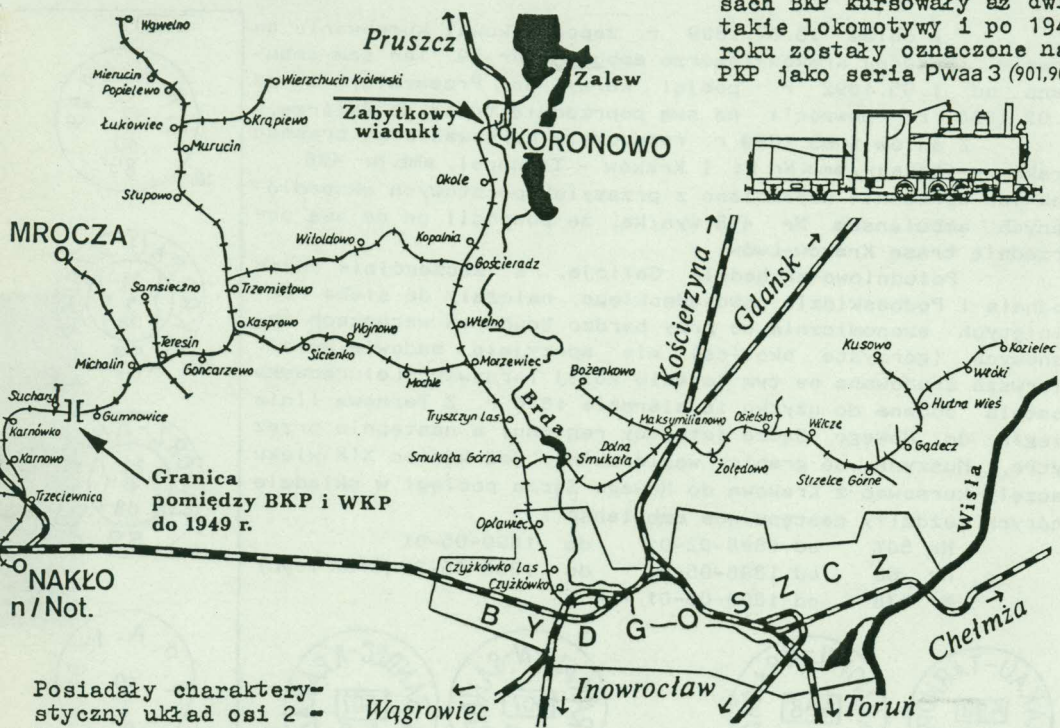 sach BKP kursowały aż
takie lokomotywy i po
roku zostały oznaczone
PKP jako seria Pwaa 3 (901,
Wąwelno
Mierucin
Popielewo
Wierzchucin Królewski
Łukowiec
Krąpiewo
Murucin
Słupowo
Pruszcz
Zalew
Zabytkowy
wiadukt
KORONOWO
Okole
MROCZA
Witoldowo
Kopalnia
Gościeradz
Samsieczno
Trzemiętowo
Kościerzyna
Gdańsk
Kasprowo
Wojnowo
Wtelno
Teresin
Sicienko
Michalin
Goncarzewo
Mochle
Morzewiec
Bożenkowo
Kusowo
Kozielec
Włóki
Suchary
Gumnowice
Tryszczyn Las
Brda
Maksymilianowo
Osielsko
Wilcze
Hutna Wieś
Karnówko
Smukała Górna
Dolna
Smukała
Żołędowo
Gądecz
Karnowo
Strzelce Górne
Trzeciewnica
Granica
pomiędzy BKP i WKP
do 1949 r.
Opławiec
Wisła
Czyżkówko Las
Czyżkówko
NAKŁO
n/Not.
BYDGOSZCZ
Chełmża
Posiadały charaktery-
styczny układ osi 2-
Wągrowiec
Inowrocław
Toruń